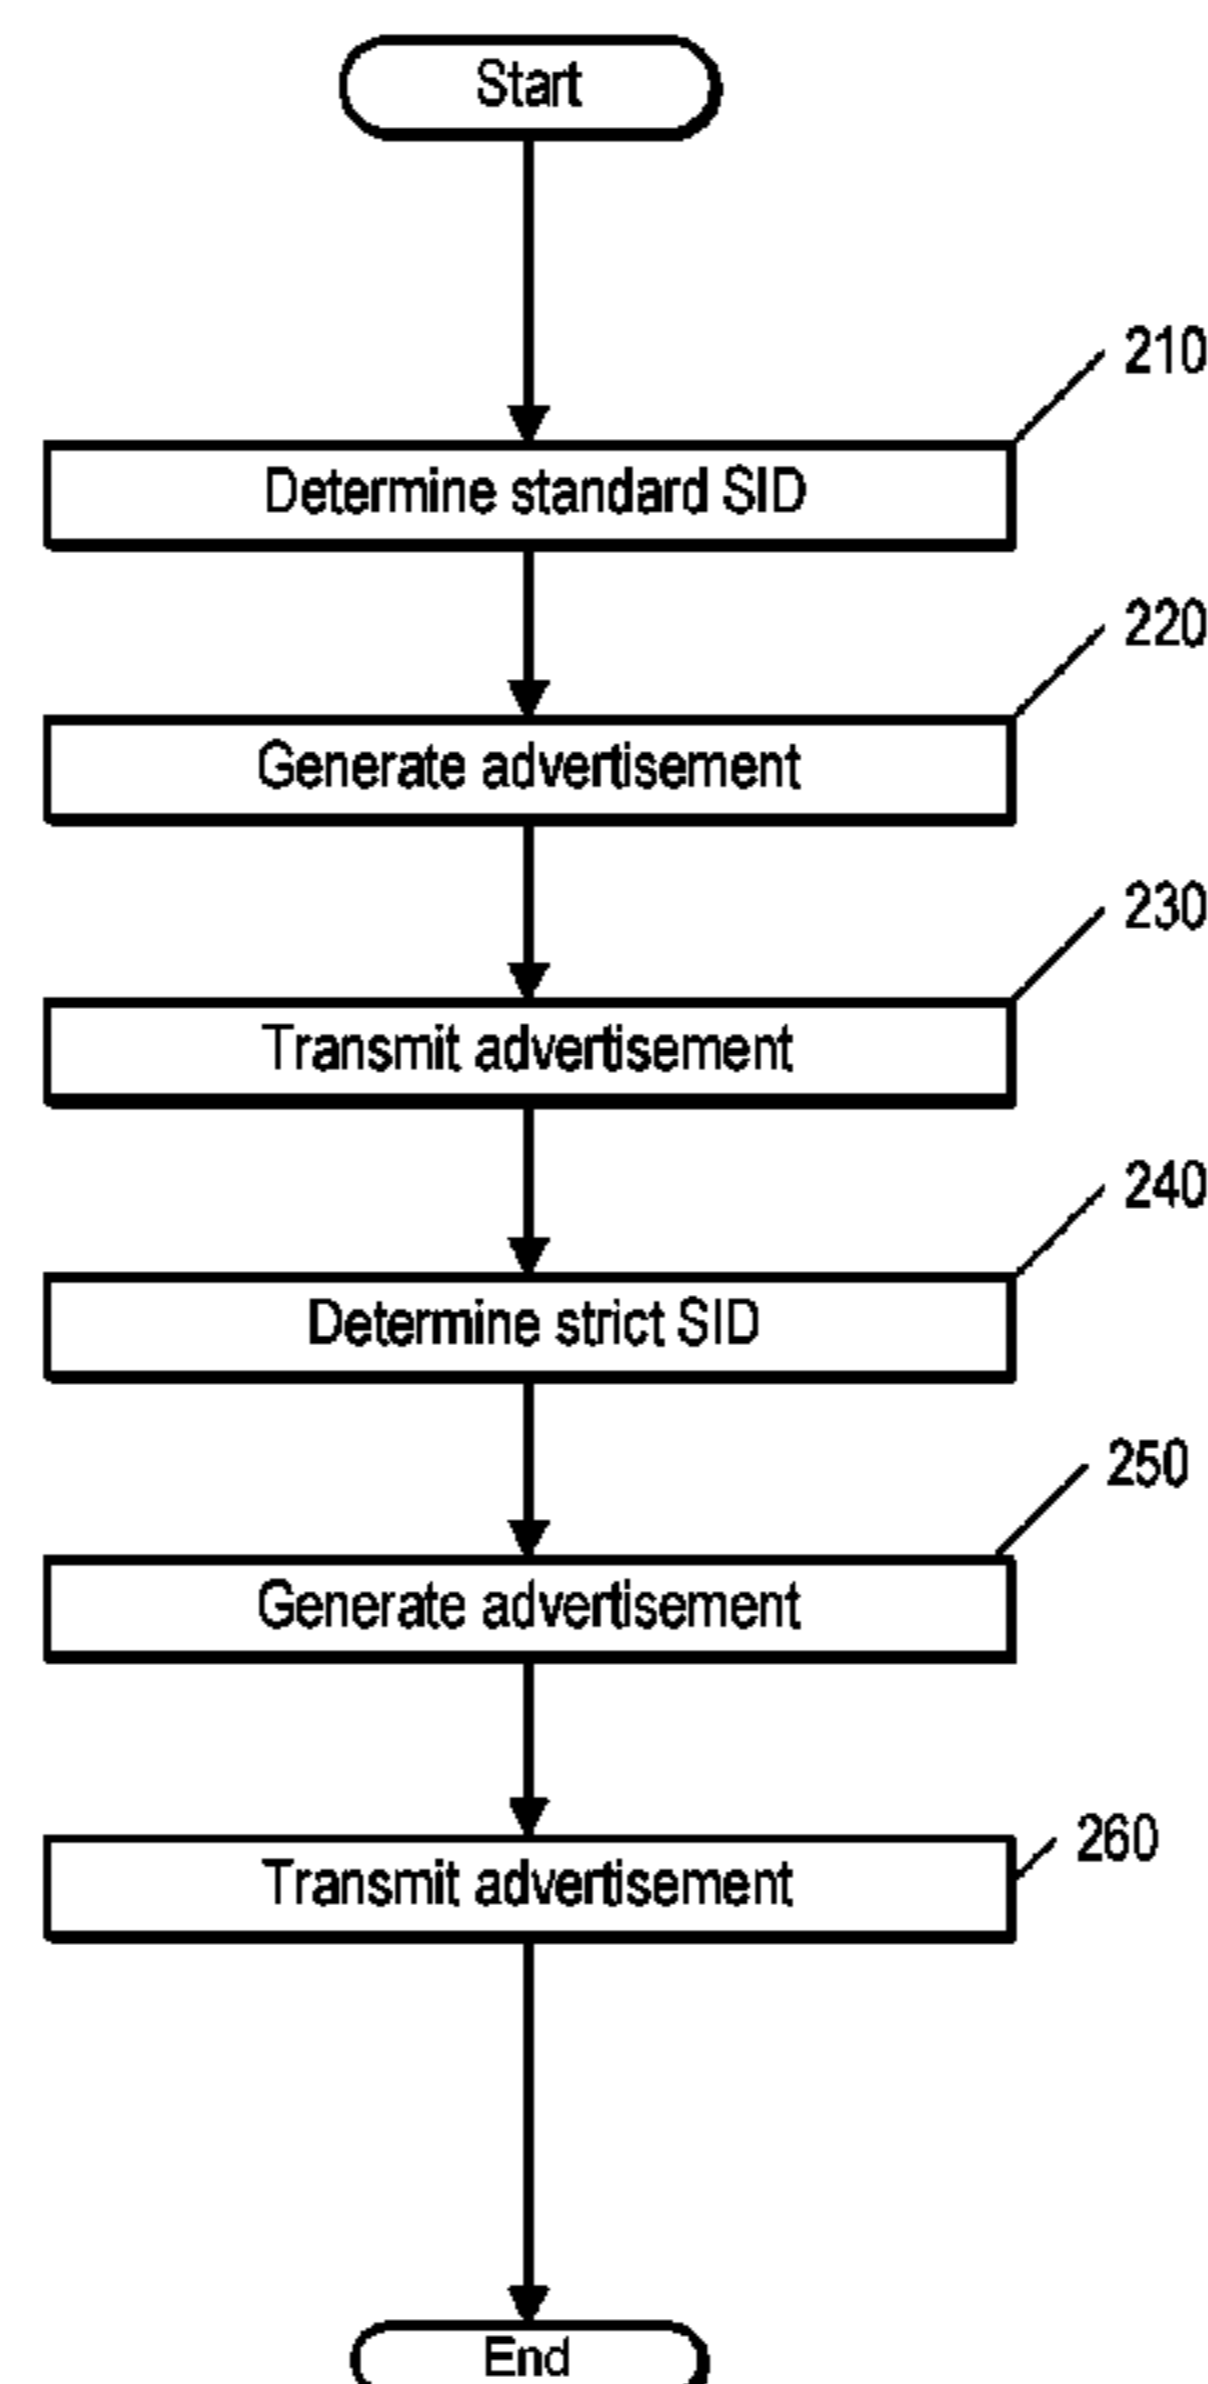 Start
210
Determine standard SID
220
Generate advertisement
230
Transmit advertisement
240
Determine strict SID
250
Generate advertisement
260
Transmit advertisement
End